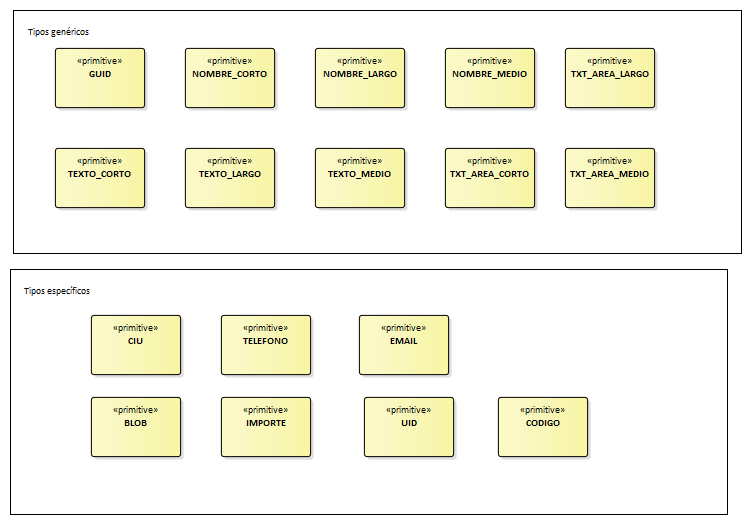 Tipos genéricos
«primitive» «primitive» «primitive» «primitive» «primitive»
GUID NOMBRE_CORTO NOMBRE_LARGO NOMBRE_MEDIO TXT_AREA_LARGO
«primitive» «primitive» «primitive» «primitive» «primitive»
TEXTO_CORTO TEXTO_LARGO TEXTO_MEDIO TXT_AREA_CORTO TXT_AREA_MEDIO
Tipos específicos
«primitive» «primitive» «primitive»
CIU TELEFONO EMAIL
«primitive» «primitive» «primitive» «primitive»
BLOB IMPORTE UID CODIGO